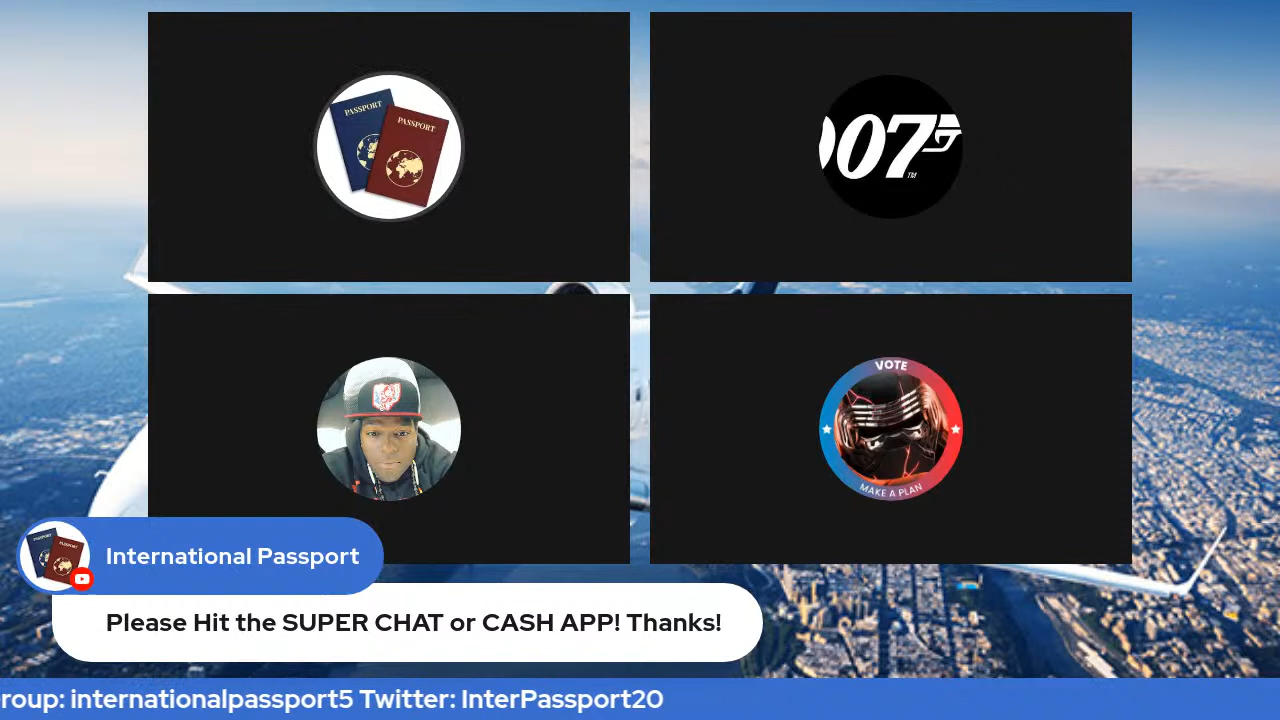 PASSPORT
PASSPORT
007
TM
VOTE
MAKE A PLAN
International Passport
Please Hit the SUPER CHAT or CASH APP! Thanks!
roup: internationalpassport5 Twitter: InterPassport20